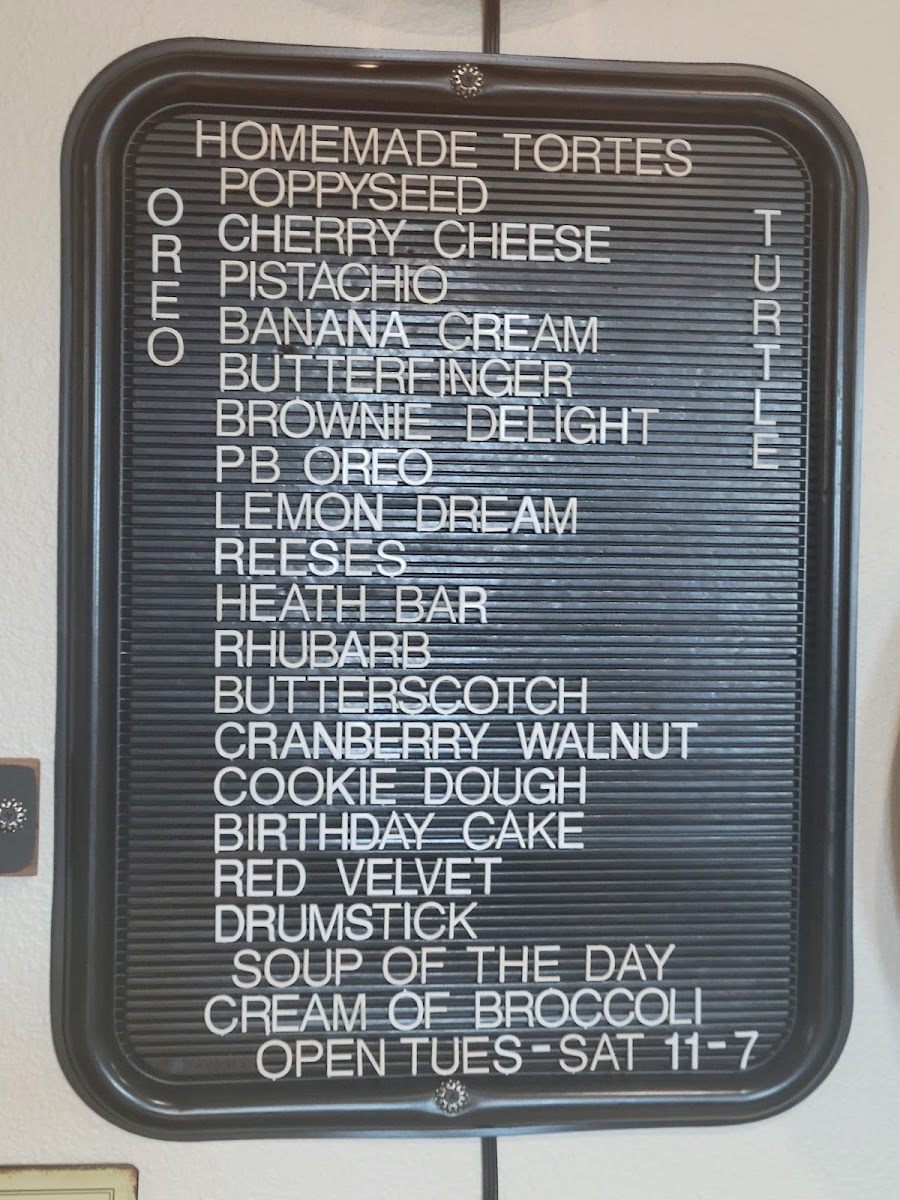 HOMEMADE TORTES
OREO
POPPYSEED
CHERRY CHEESE
PISTACHIO
BANANA CREAM
BUTTERFINGER
BROWNIE DELIGHT
PB OREO
LEMON DREAM
REESES
HEATH BAR
RHUBARB
BUTTERSCOTCH
CRANBERRY WALNUT
COOKIE DOUGH
BIRTHDAY CAKE
RED VELVET
DRUMSTICK
TURTLE
SOUP OF THE DAY
CREAM OF BROCCOLI
OPEN TUES-SAT 11-7